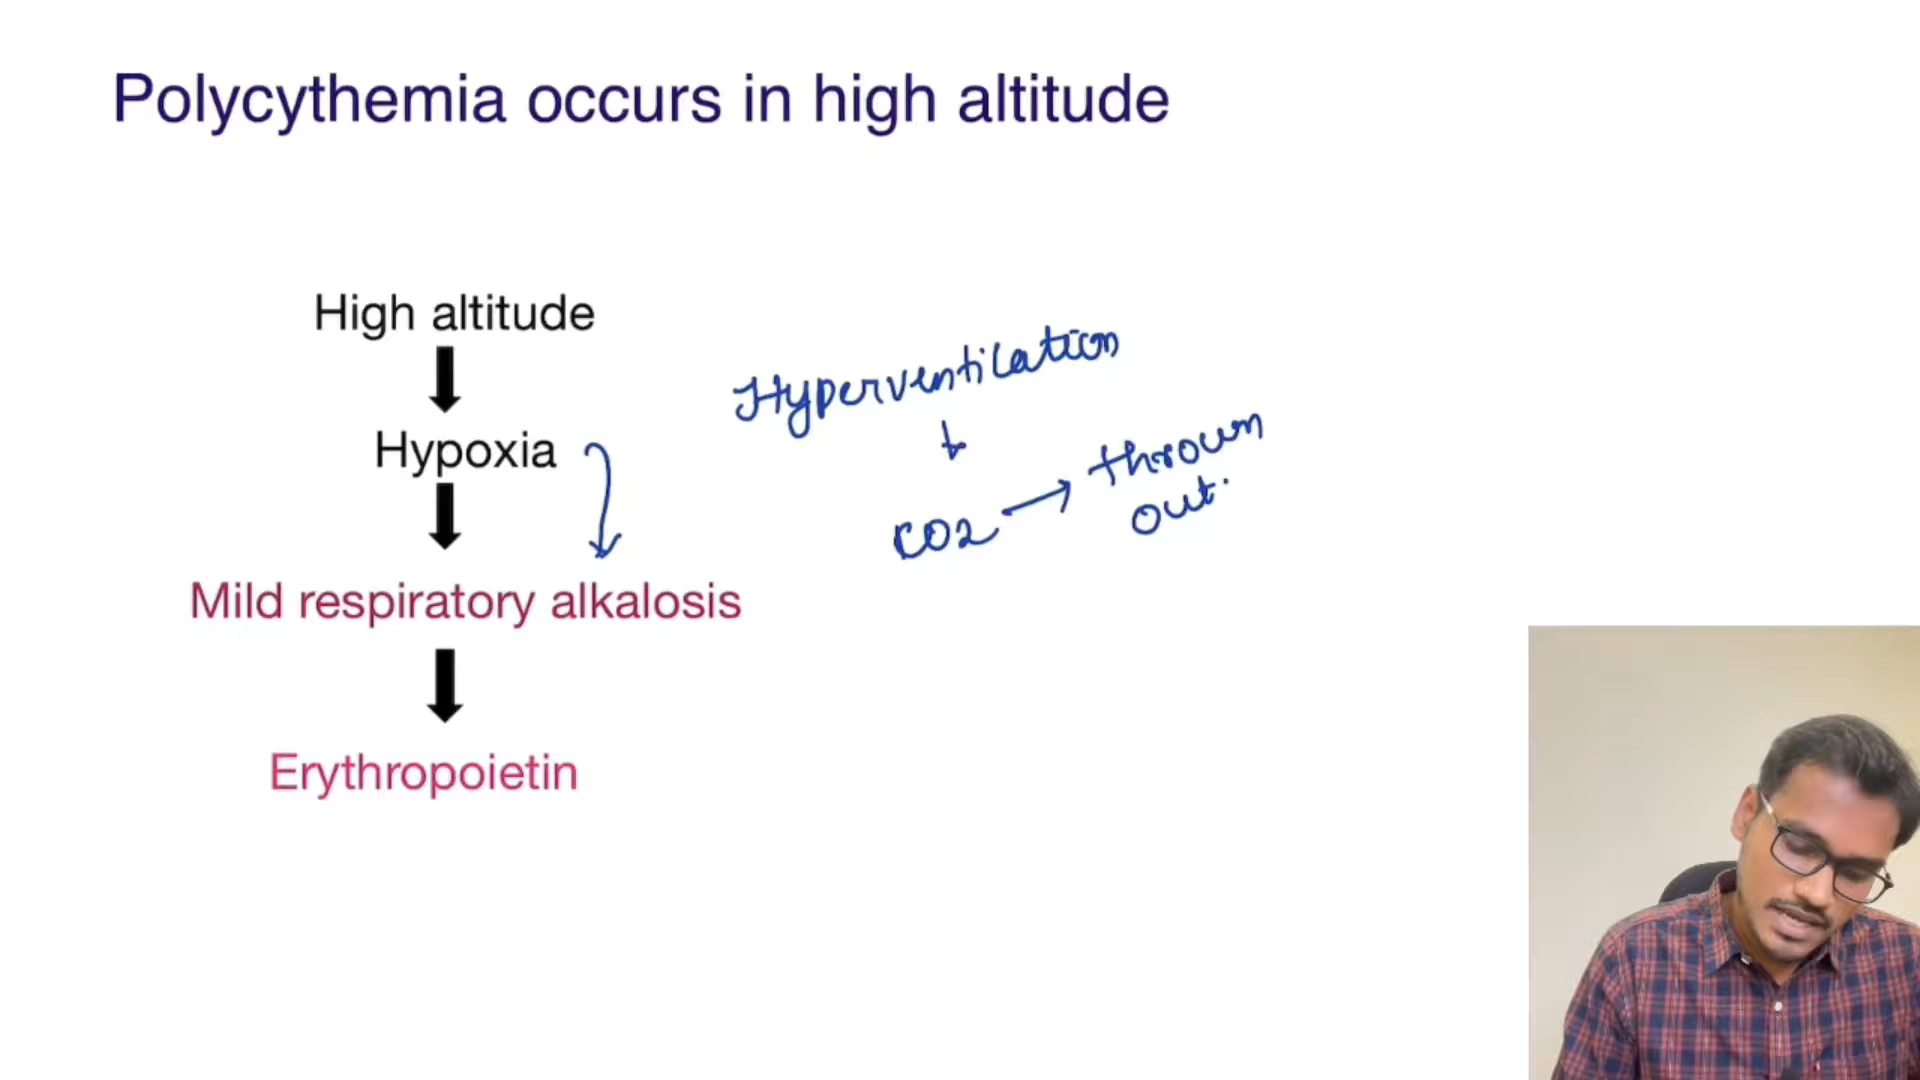 Polycythemia occurs in high altitude
High altitude
Hypoxia
Mild respiratory alkalosis
Erythropoietin
Hyperventilation
CO2 → thrown
out.